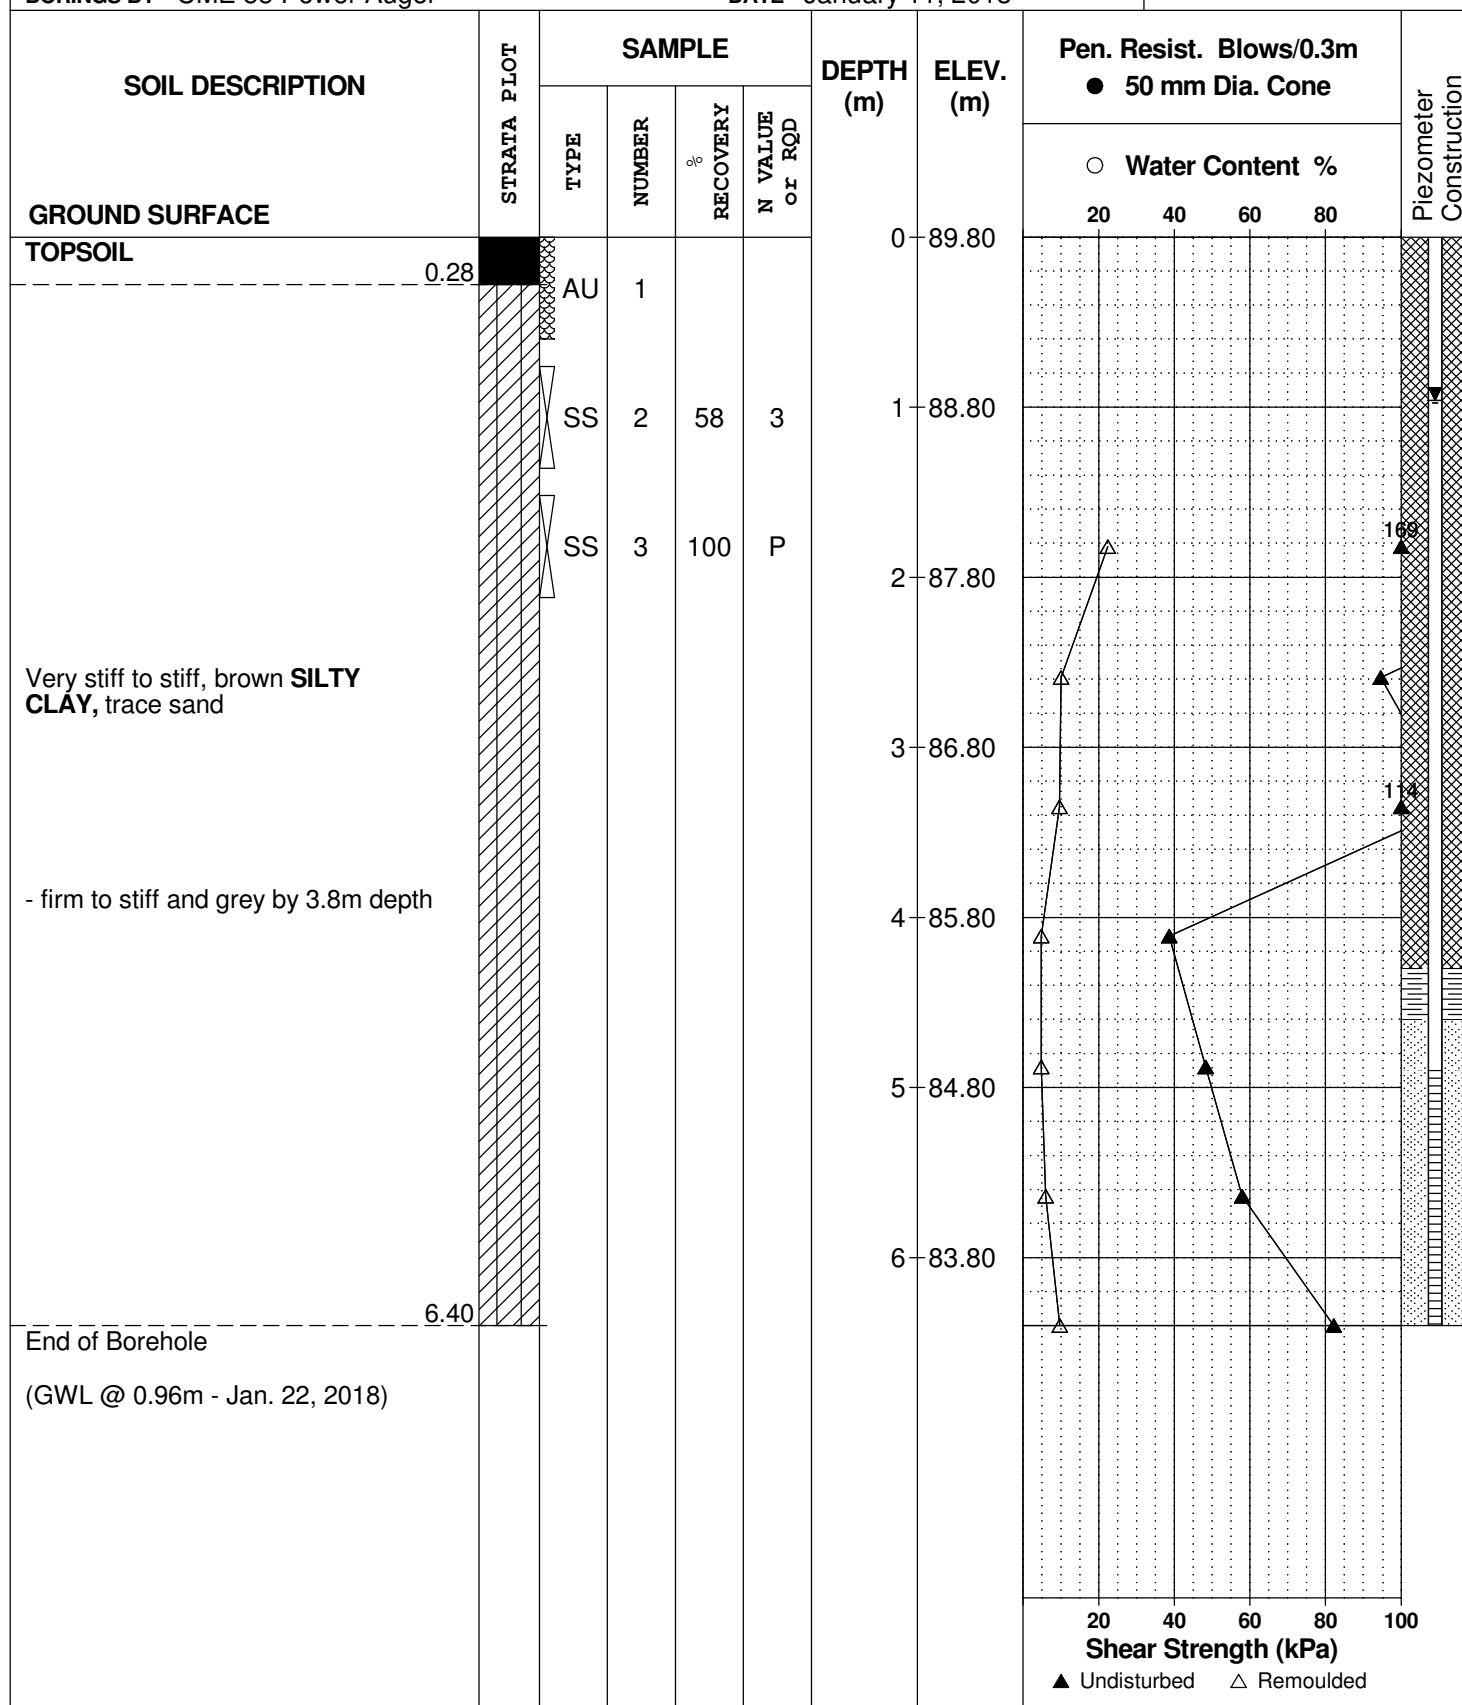 SOIL DESCRIPTION
GROUND SURFACE
STRATA PLOT
SAMPLE
TYPE
NUMBER
%
RECOVERY
N VALUE
or RQD
DEPTH
(m)
ELEV.
(m)
Pen. Resist. Blows/0.3m
● 50 mm Dia. Cone
○ Water Content %
20 40 60 80
Piezometer
Construction
TOPSOIL
0.28
AU 1
SS 2 58 3
SS 3 100 P
Very stiff to stiff, brown SILTY
CLAY, trace sand
- firm to stiff and grey by 3.8m depth
6.40
End of Borehole
(GWL @ 0.96m - Jan. 22, 2018)
0 89.80
1 88.80
2 87.80
3 86.80
4 85.80
5 84.80
6 83.80
169
114
20 40 60 80 100
Shear Strength (kPa)
▲ Undisturbed △ Remoulded